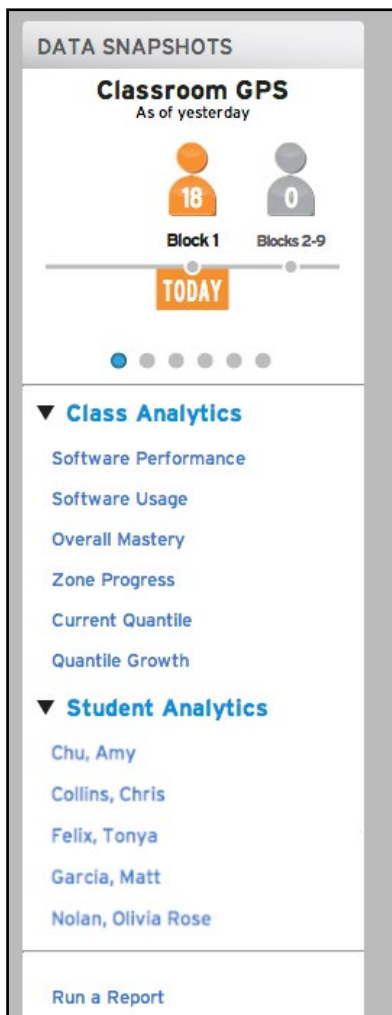 DATA SNAPSHOTS
Classroom GPS
As of yesterday
18 0
Block 1 Blocks 2-9
TODAY
Class Analytics
Software Performance
Software Usage
Overall Mastery
Zone Progress
Current Quantile
Quantile Growth
Student Analytics
Chu, Amy
Collins, Chris
Felix, Tonya
Garcia, Matt
Nolan, Olivia Rose
Run a Report